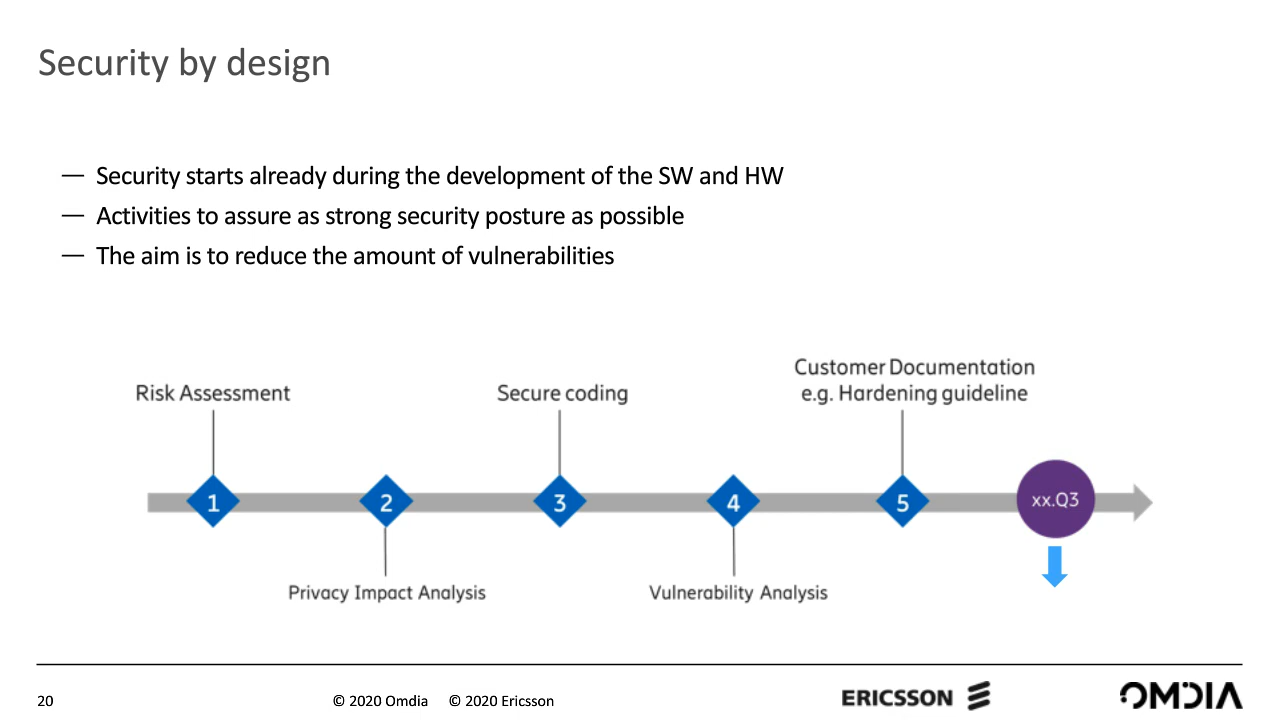 Security by design
— Security starts already during the development of the SW and HW
— Activities to assure as strong security posture as possible
— The aim is to reduce the amount of vulnerabilities
Risk Assessment
Secure coding
Customer Documentation
e.g. Hardening guideline
1
2
3
4
5
xx.Q3
Privacy Impact Analysis
Vulnerability Analysis
20
© 2020 Omdia © 2020 Ericsson
ERICSSON
OMDIA